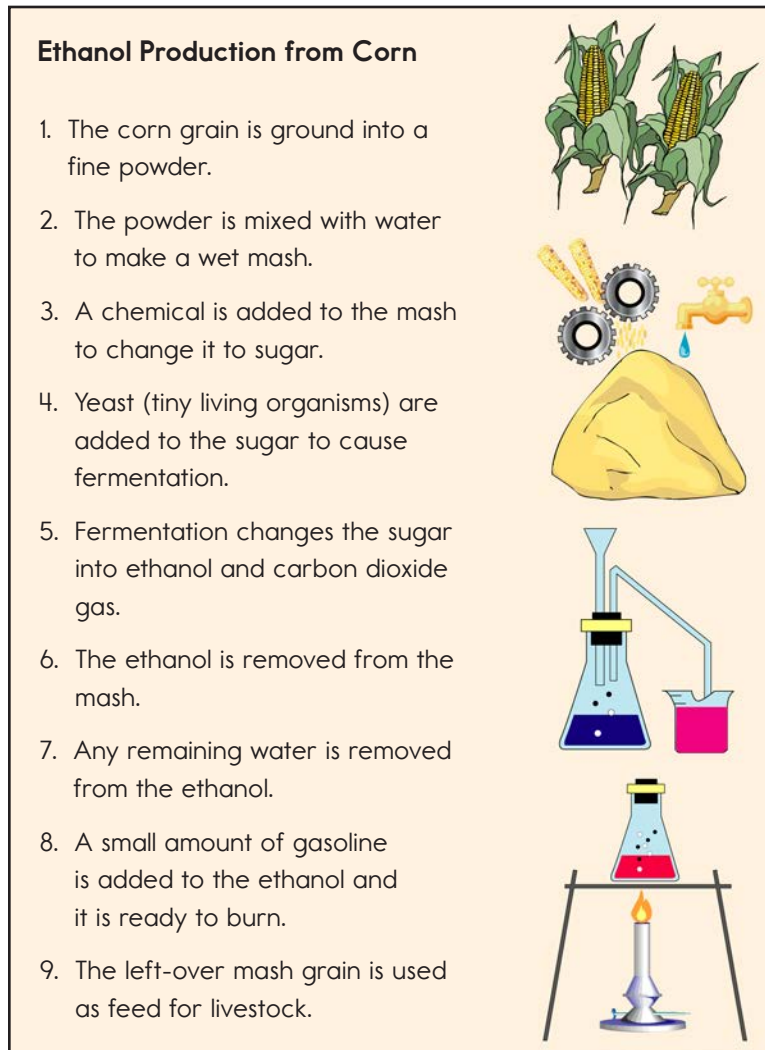 Ethanol Production from Corn
1. The corn grain is ground into a
fine powder.
2. The powder is mixed with water
to make a wet mash.
3. A chemical is added to the mash
to change it to sugar.
4. Yeast (tiny living organisms) are
added to the sugar to cause
fermentation.
5. Fermentation changes the sugar
into ethanol and carbon dioxide
gas.
6. The ethanol is removed from the
mash.
7. Any remaining water is removed
from the ethanol.
8. A small amount of gasoline
is added to the ethanol and
it is ready to burn.
9. The left-over mash grain is used
as feed for livestock.